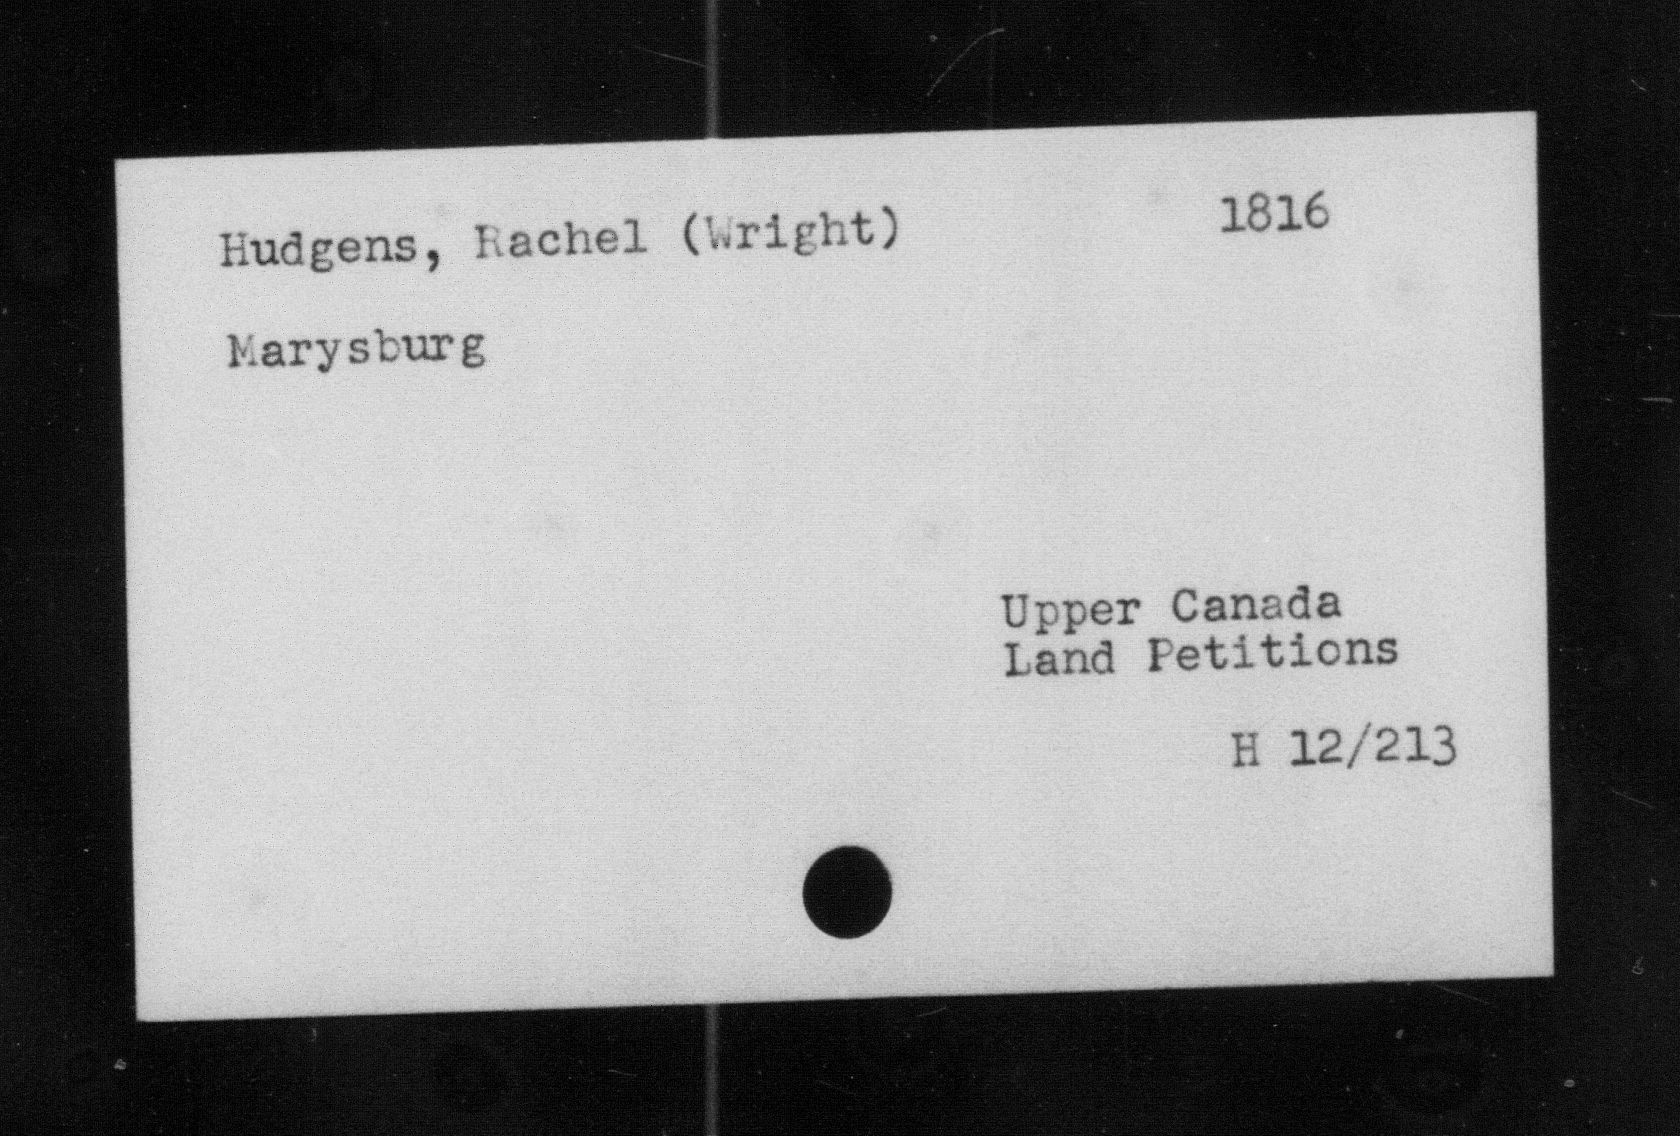 Hudgens, Rachel (Wright) 1816
Marysburg
Upper Canada
Land Petitions
H 12/213